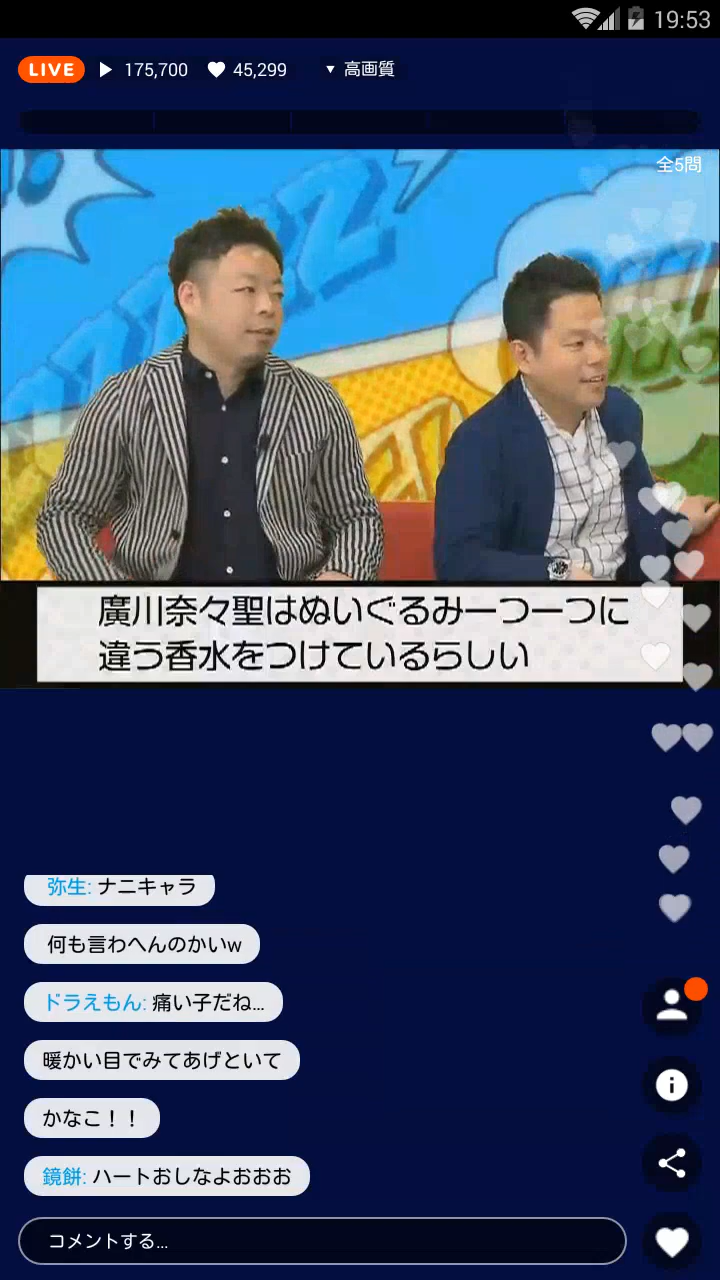 19:53
LIVE 175,700 45,299 ▼ 高画質
全5問
廣川奈々聖はぬいぐるみ一つ一つに
違う香水をつけているらしい
弥生: ナニキャラ
何も言わへんのかいw
ドラえもん: 痛い子だね...
暖かい目でみてあげといて
かなこ！！
鏡餅: ハートおしなよおおお
コメントする...